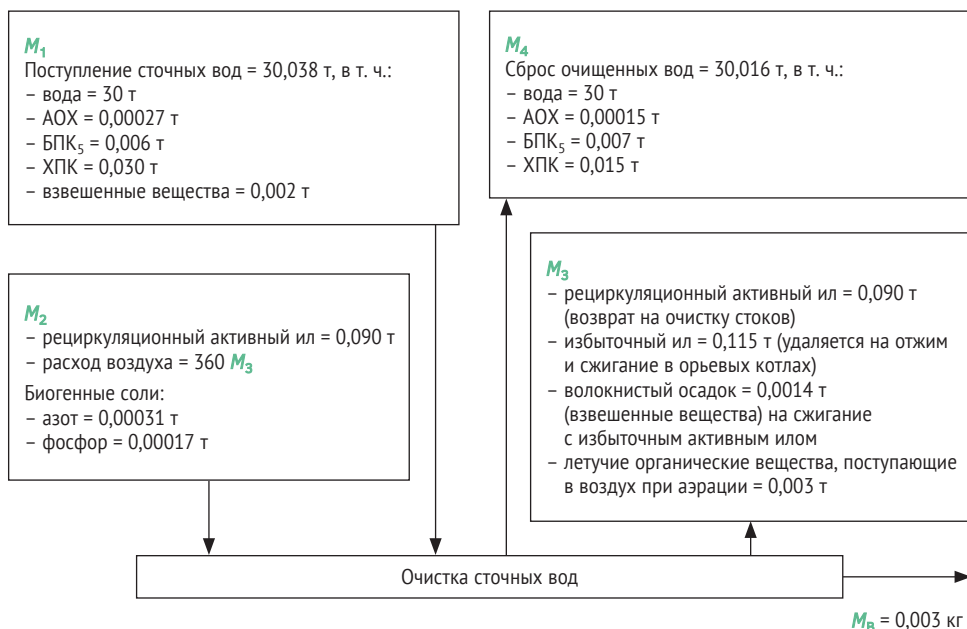 M₁
Поступление сточных вод = 30,038 т, в т. ч.:
– вода = 30 т
– АОХ = 0,00027 т
– БПК₅ = 0,006 т
– ХПК = 0,030 т
– взвешенные вещества = 0,002 т
M₄
Сброс очищенных вод = 30,016 т, в т. ч.:
– вода = 30 т
– АОХ = 0,00015 т
– БПК₅ = 0,007 т
– ХПК = 0,015 т
M₂
– рециркуляционный активный ил = 0,090 т
– расход воздуха = 360 M₃
Биогенные соли:
– азот = 0,00031 т
– фосфор = 0,00017 т
M₃
– рециркуляционный активный ил = 0,090 т
(возврат на очистку стоков)
– избыточный ил = 0,115 т (удаляется на отжим
и сжигание в орьевых котлах)
– волокнистый осадок = 0,0014 т
(взвешенные вещества) на сжигание
с избыточным активным илом
– летучие органические вещества, поступающие
в воздух при аэрации = 0,003 т
Очистка сточных вод
M_В = 0,003 кг